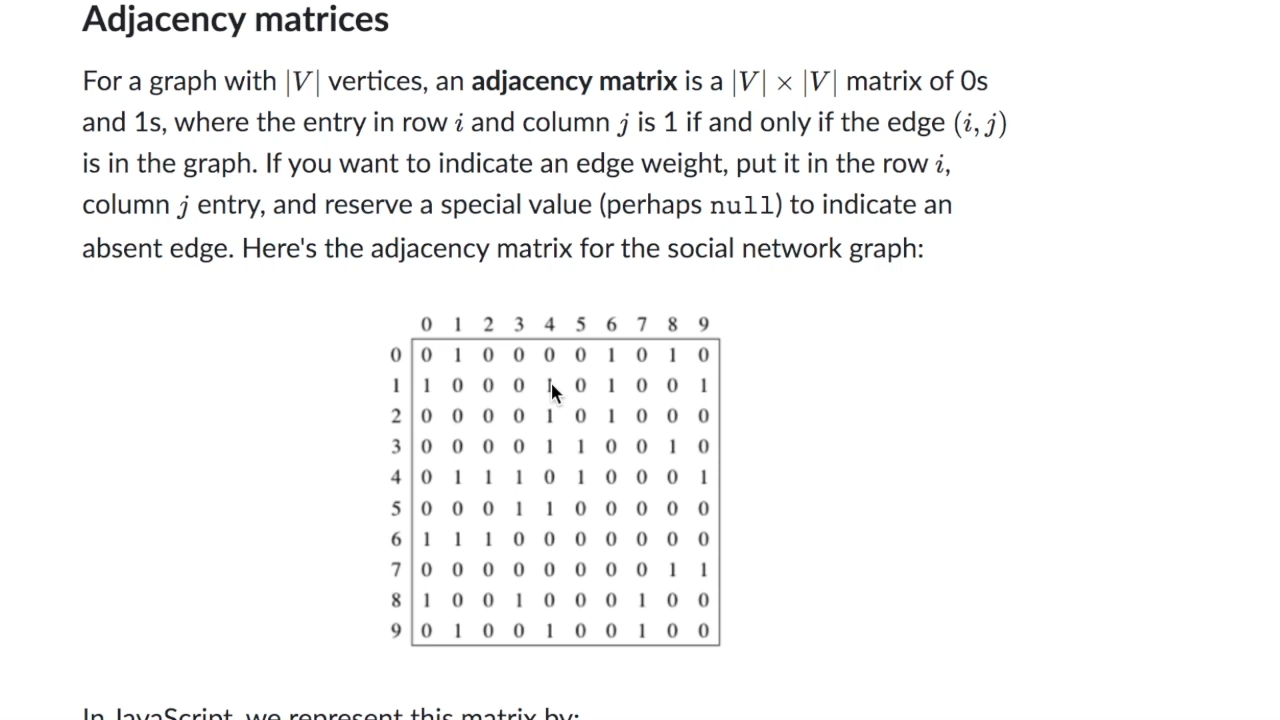 Adjacency matrices
For a graph with |V| vertices, an adjacency matrix is a |V| × |V| matrix of 0s
and 1s, where the entry in row i and column j is 1 if and only if the edge (i, j)
is in the graph. If you want to indicate an edge weight, put it in the row i,
column j entry, and reserve a special value (perhaps null) to indicate an
absent edge. Here's the adjacency matrix for the social network graph:
0 1 2 3 4 5 6 7 8 9
0 0 1 0 0 0 0 1 0 1 0
1 1 0 0 0 1 0 1 0 0 1
2 0 0 0 0 1 0 1 0 0 0
3 0 0 0 0 1 1 0 0 1 0
4 0 1 1 1 0 1 0 0 0 1
5 0 0 0 1 1 0 0 0 0 0
6 1 1 1 0 0 0 0 0 0 0
7 0 0 0 0 0 0 0 0 1 1
8 1 0 0 1 0 0 0 1 0 0
9 0 1 0 0 1 0 0 1 0 0
In JavaScript, we represent this matrix by: